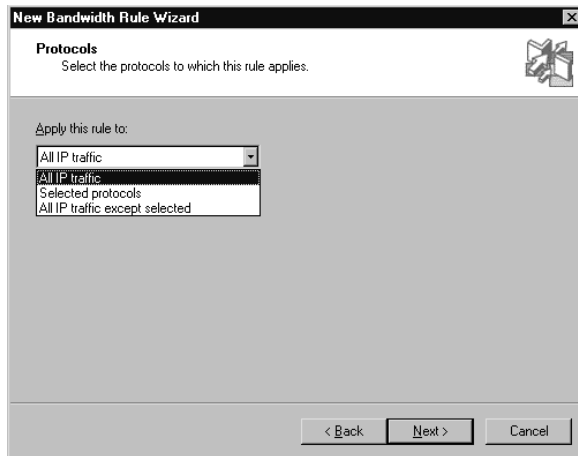 New Bandwidth Rule Wizard
Protocols
Select the protocols to which this rule applies.
Apply this rule to:
All IP traffic
All IP traffic
Selected protocols
All IP traffic except selected
< Back Next > Cancel